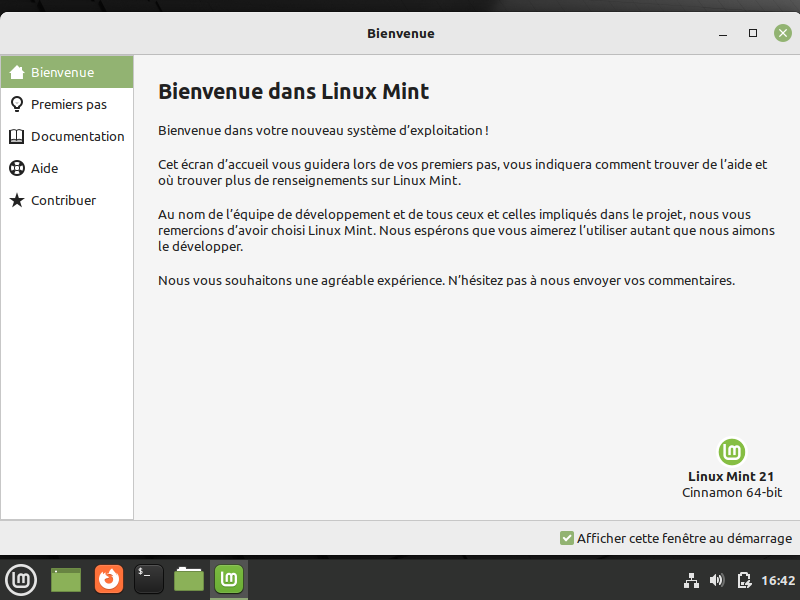 Bienvenue
Bienvenue
Premiers pas
Documentation
Aide
Contribuer
Bienvenue dans Linux Mint
Bienvenue dans votre nouveau système d'exploitation !
Cet écran d'accueil vous guidera lors de vos premiers pas, vous indiquera comment trouver de l'aide et
où trouver plus de renseignements sur Linux Mint.
Au nom de l'équipe de développement et de tous ceux et celles impliqués dans le projet, nous vous
remercions d'avoir choisi Linux Mint. Nous espérons que vous aimerez l'utiliser autant que nous aimons
le développer.
Nous vous souhaitons une agréable expérience. N'hésitez pas à nous envoyer vos commentaires.
Linux Mint 21
Cinnamon 64-bit
Afficher cette fenêtre au démarrage
$_
16:42